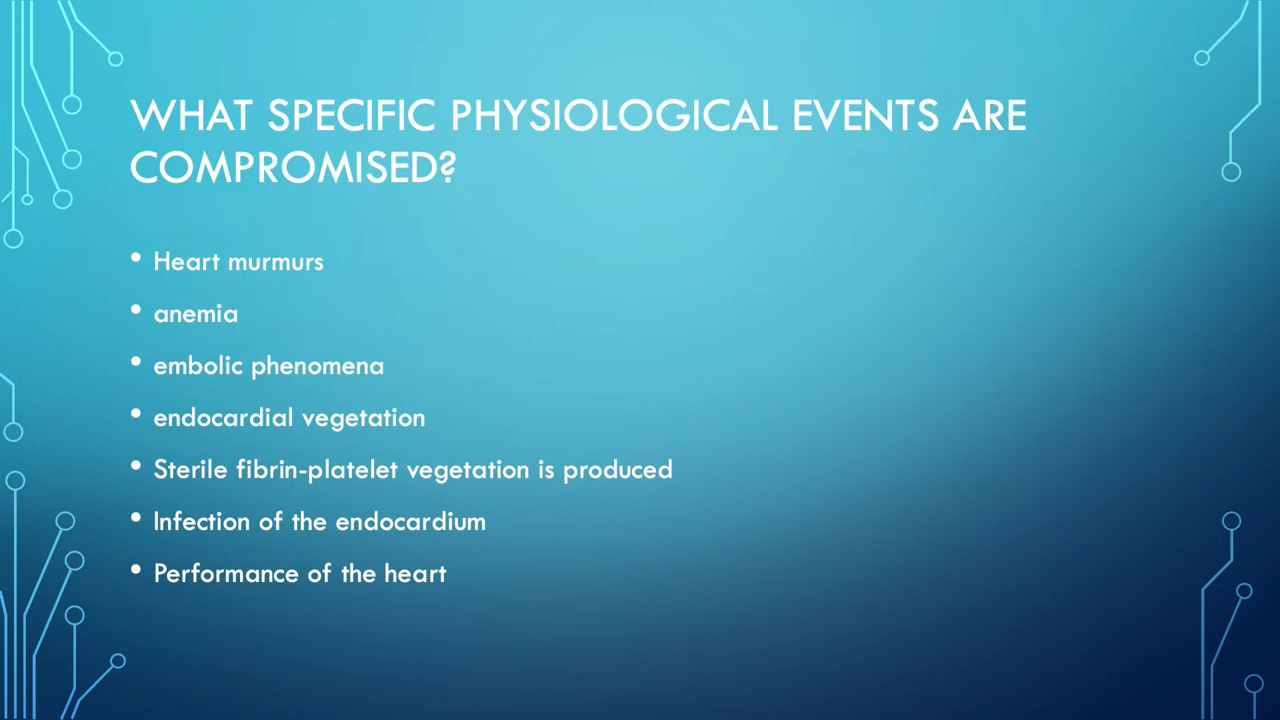 WHAT SPECIFIC PHYSIOLOGICAL EVENTS ARE
COMPROMISED?
• Heart murmurs
• anemia
• embolic phenomena
• endocardial vegetation
• Sterile fibrin-platelet vegetation is produced
• Infection of the endocardium
• Performance of the heart